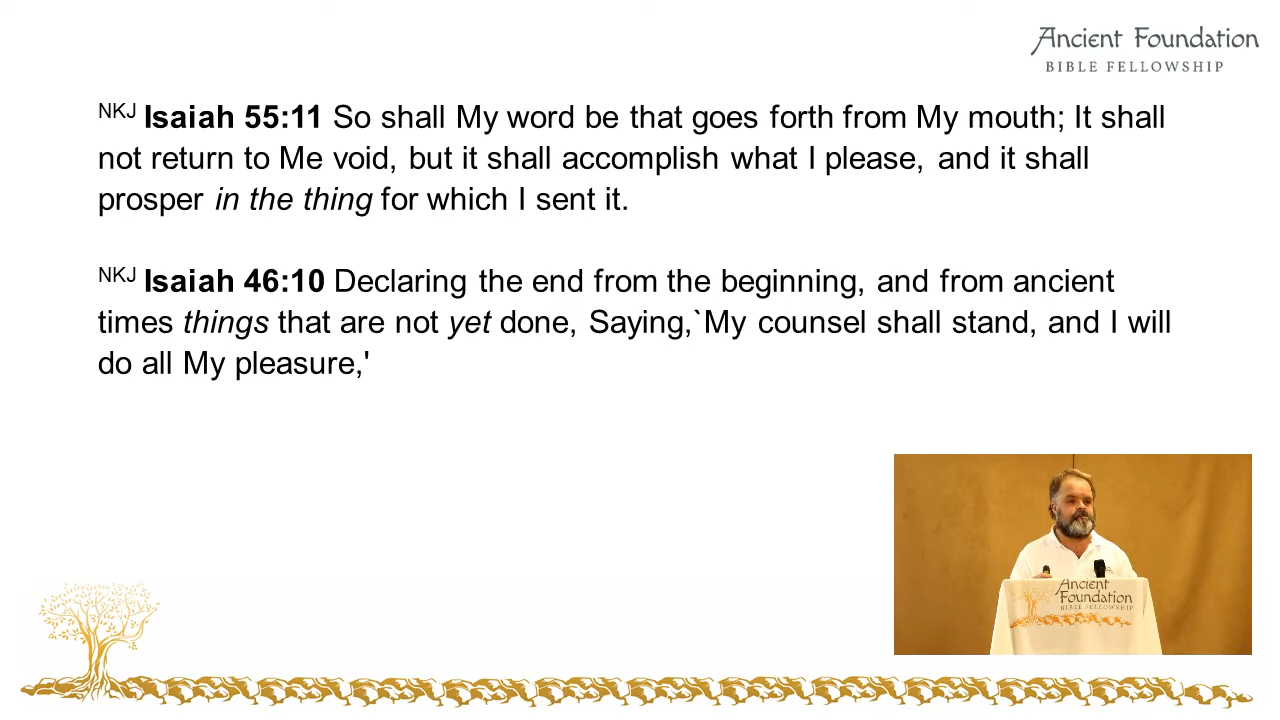 Ancient Foundation
BIBLE FELLOWSHIP
NKJ Isaiah 55:11 So shall My word be that goes forth from My mouth; It shall
not return to Me void, but it shall accomplish what I please, and it shall
prosper in the thing for which I sent it.
NKJ Isaiah 46:10 Declaring the end from the beginning, and from ancient
times things that are not yet done, Saying,`My counsel shall stand, and I will
do all My pleasure,'
Ancient
Foundation
BIBLE FELLOWSHIP